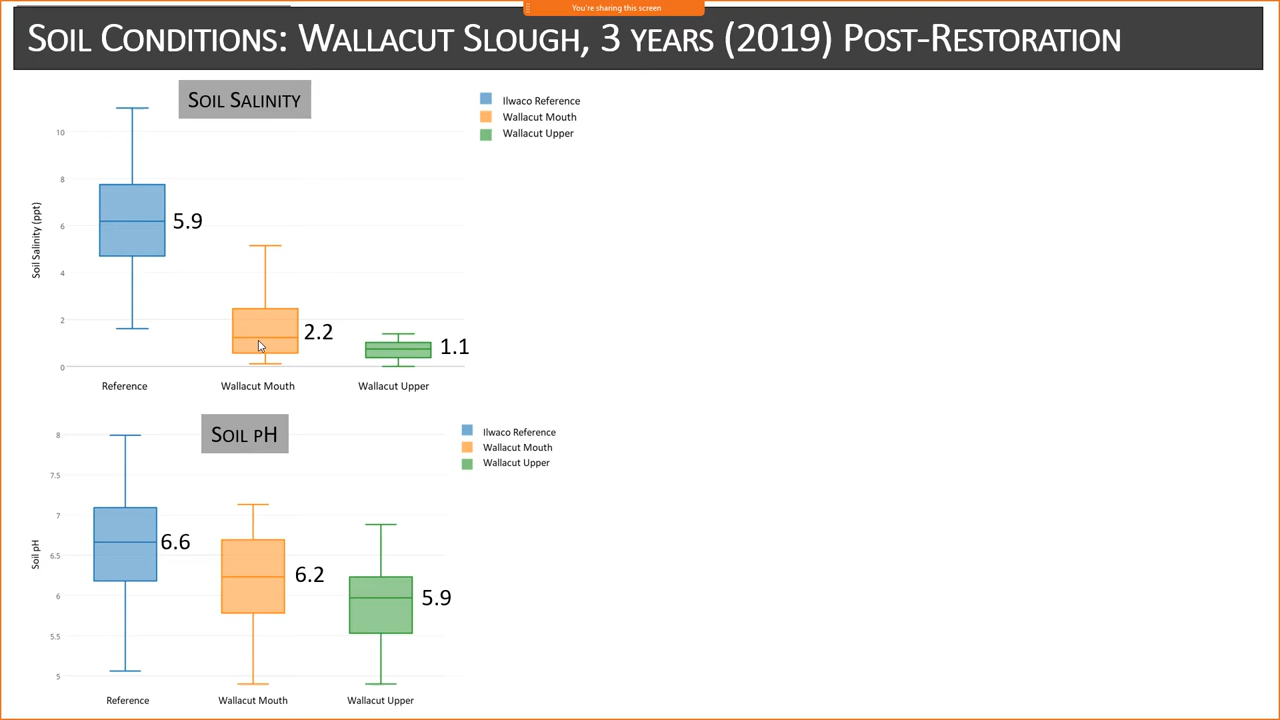 You're sharing this screen
Soil Conditions: Wallacut Slough, 3 years (2019) Post-Restoration
Soil Salinity
Ilwaco Reference
Wallacut Mouth
Wallacut Upper
Soil Salinity (ppt)
10
8
6
4
2
0
5.9
2.2
1.1
Reference Wallacut Mouth Wallacut Upper
Soil pH
Ilwaco Reference
Wallacut Mouth
Wallacut Upper
Soil pH
8
7.5
7
6.5
6
5.5
5
6.6
6.2
5.9
Reference Wallacut Mouth Wallacut Upper